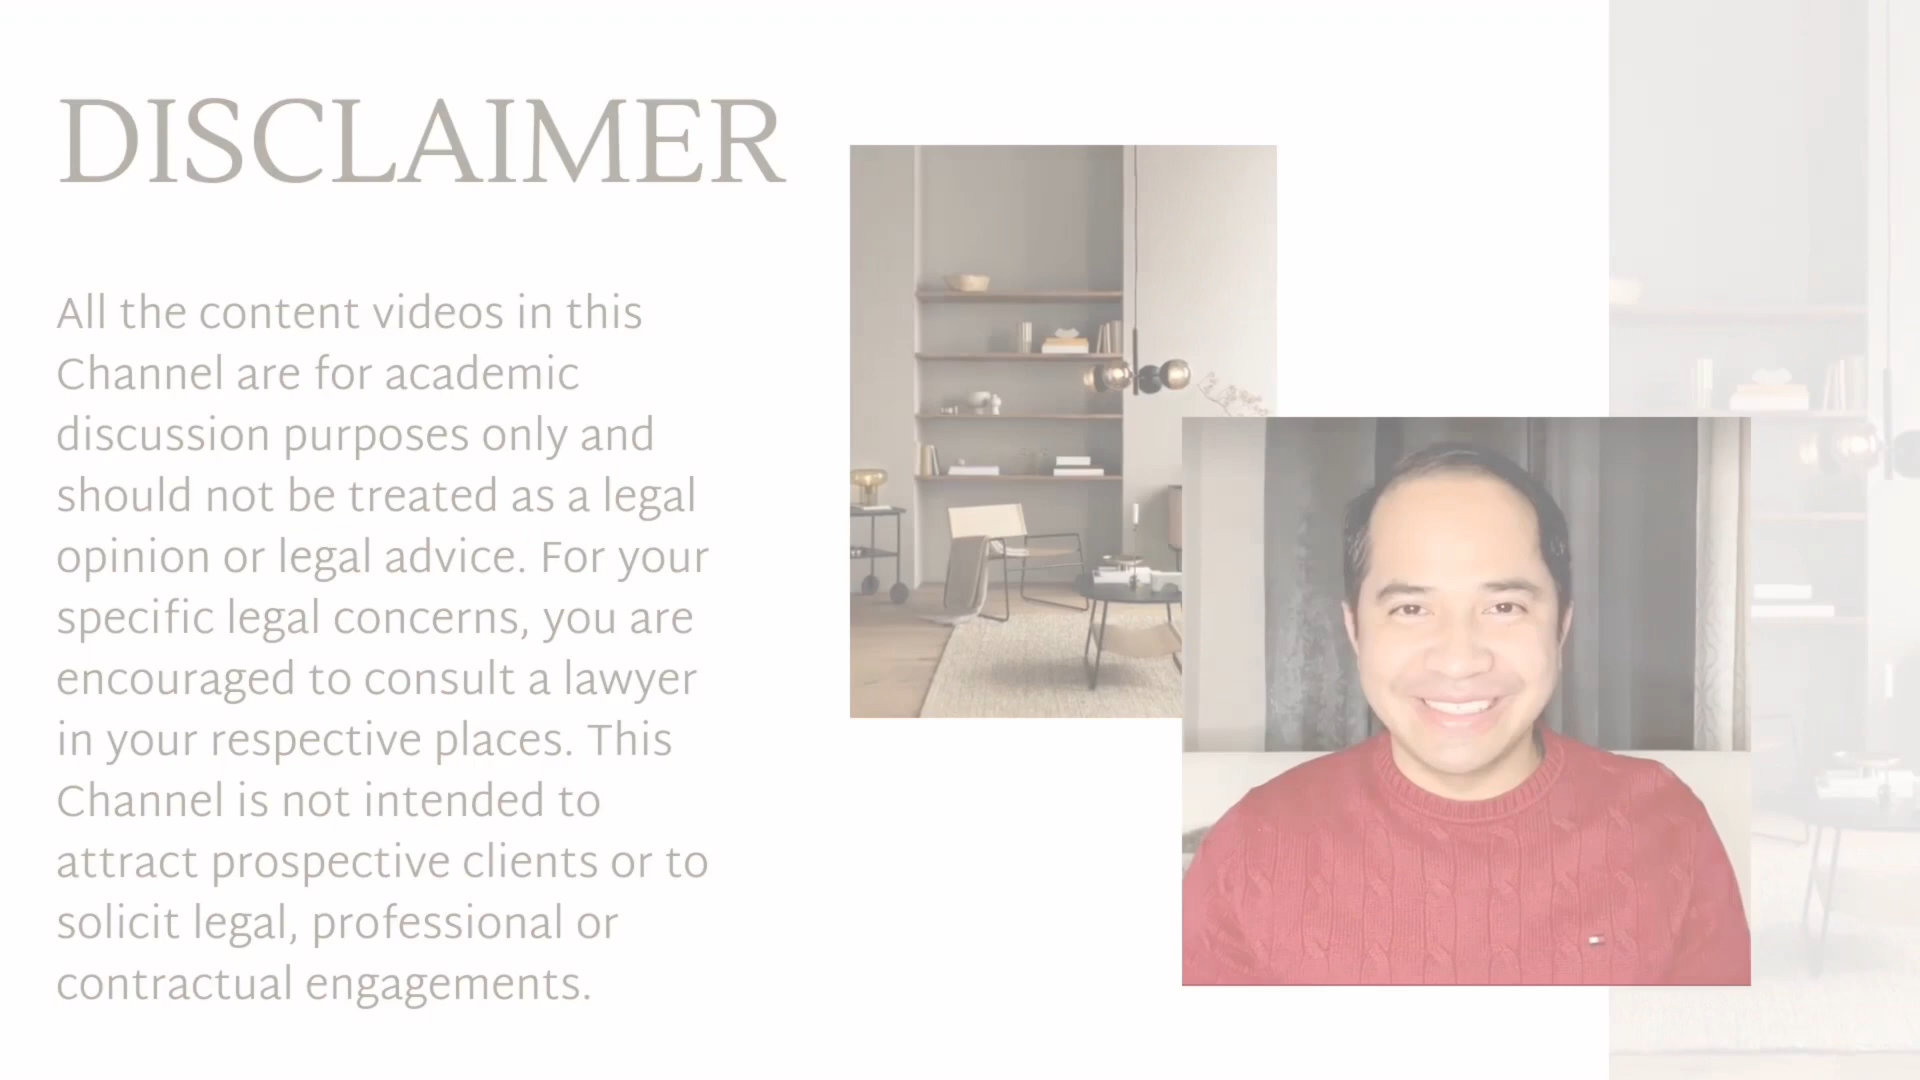 DISCLAIMER
All the content videos in this
Channel are for academic
discussion purposes only and
should not be treated as a legal
opinion or legal advice. For your
specific legal concerns, you are
encouraged to consult a lawyer
in your respective places. This
Channel is not intended to
attract prospective clients or to
solicit legal, professional or
contractual engagements.